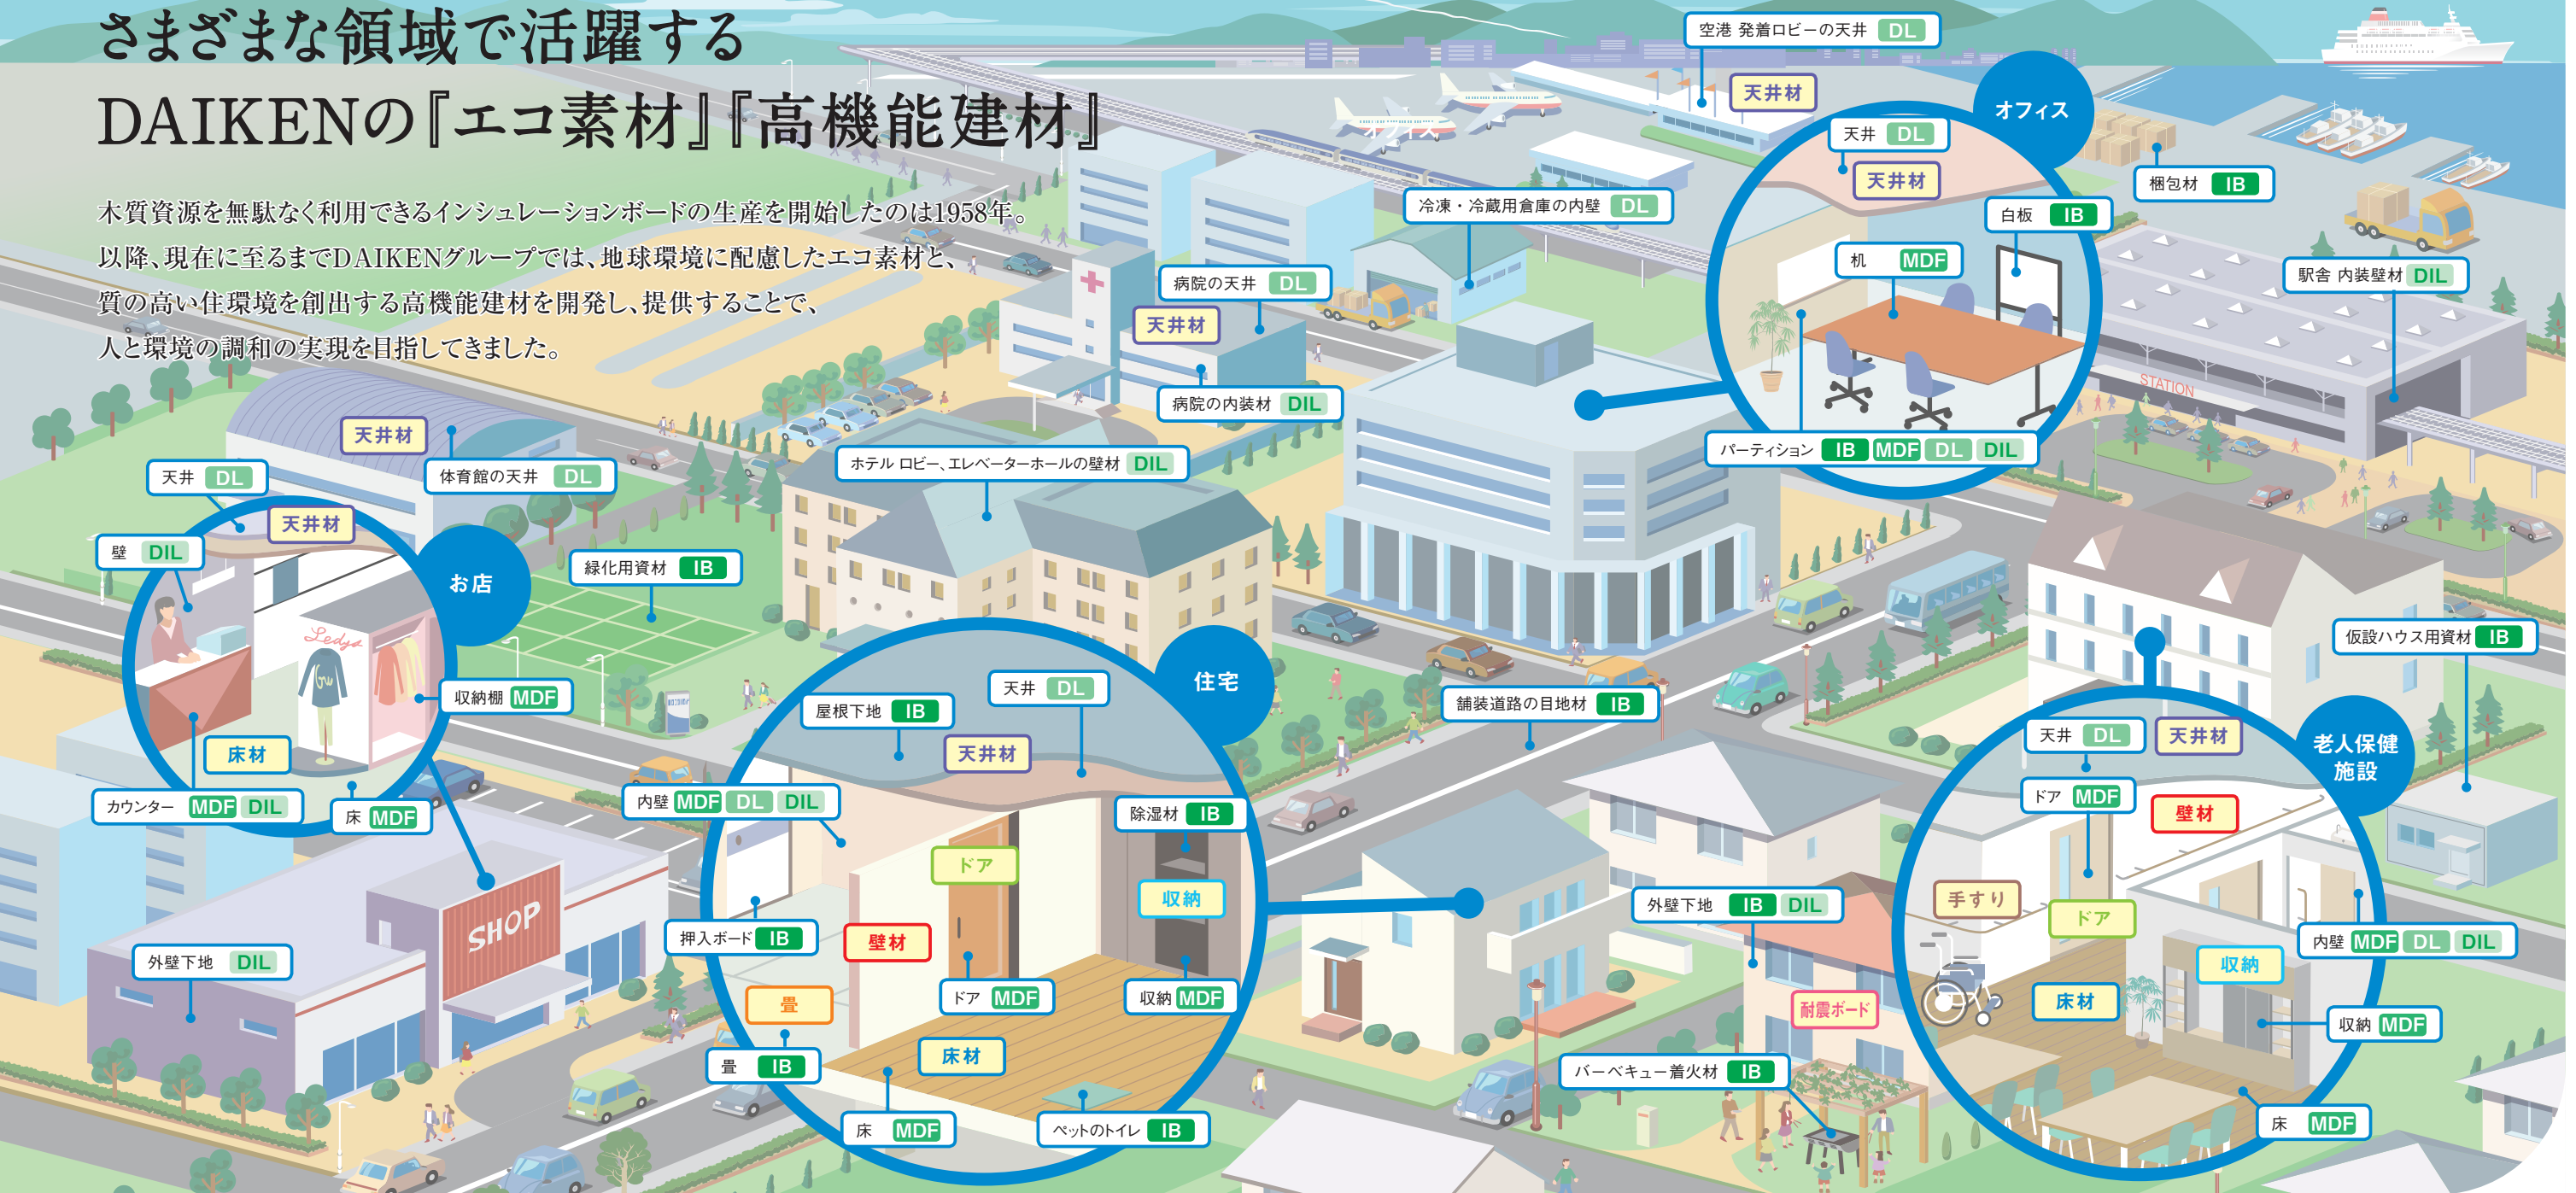 さまざまな領域で活躍する
DAIKENの『エコ素材』『高機能建材』
木質資源を無駄なく利用できるインシュレーションボードの生産を開始したのは1958年。
以降、現在に至るまでDAIKENグループでは、地球環境に配慮したエコ素材と、
質の高い住環境を創出する高機能建材を開発し、提供することで、
人と環境の調和の実現を目指してきました。
空港 発着ロビーの天井 DL
天井材
オフィス
オフィス
天井 DL
天井材
白板 IB
机 MDF
パーティション IB MDF DL DIL
梱包材 IB
駅舎 内装壁材 DIL
STATION
冷凍・冷蔵用倉庫の内壁 DL
病院の天井 DL
天井材
病院の内装材 DIL
天井材
体育館の天井 DL
ホテル ロビー、エレベーターホールの壁材 DIL
緑化用資材 IB
お店
天井 DL
天井材
壁 DIL
Ledys
収納棚 MDF
床材
カウンター MDF DIL
床 MDF
SHOP
外壁下地 DIL
住宅
屋根下地 IB
天井 DL
天井材
内壁 MDF DL DIL
除湿材 IB
ドア
収納
押入ボード IB
壁材
ドア MDF
収納 MDF
畳
畳 IB
床材
床 MDF
ペットのトイレ IB
舗装道路の目地材 IB
外壁下地 IB DIL
耐震ボード
バーベキュー着火材 IB
仮設ハウス用資材 IB
老人保健
施設
天井 DL
天井材
ドア MDF
壁材
手すり
ドア
内壁 MDF DL DIL
収納
床材
収納 MDF
床 MDF